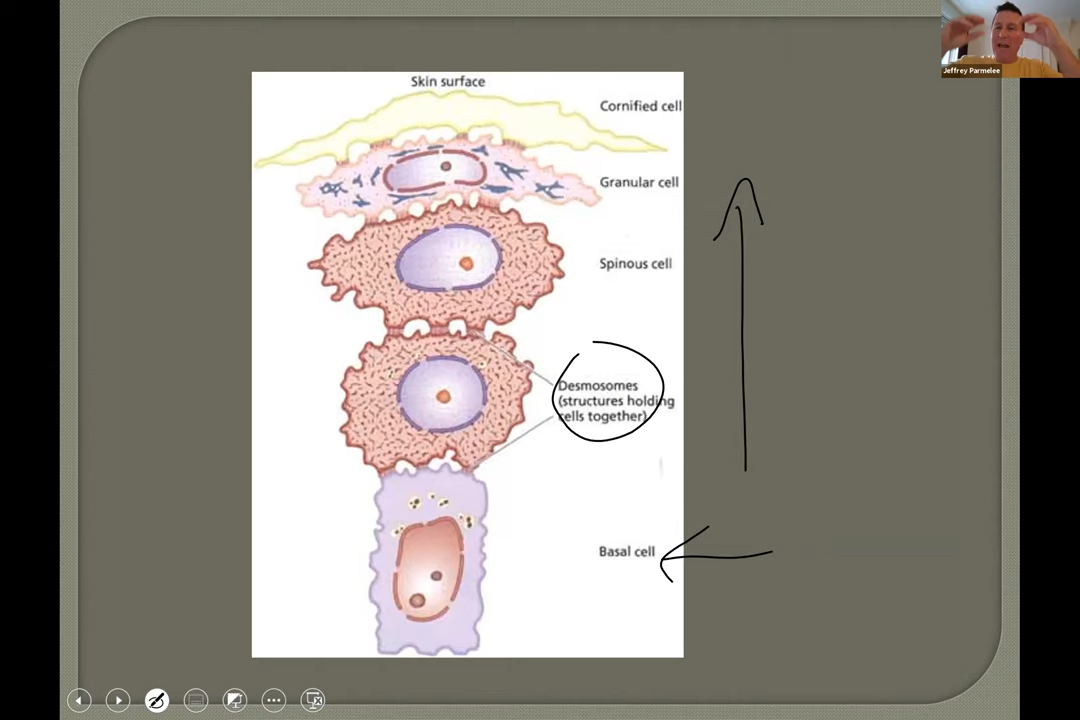 Jeffrey Parmelee
Skin surface
Cornified cell
Granular cell
Spinous cell
Desmosomes
(structures holding
cells together)
Basal cell